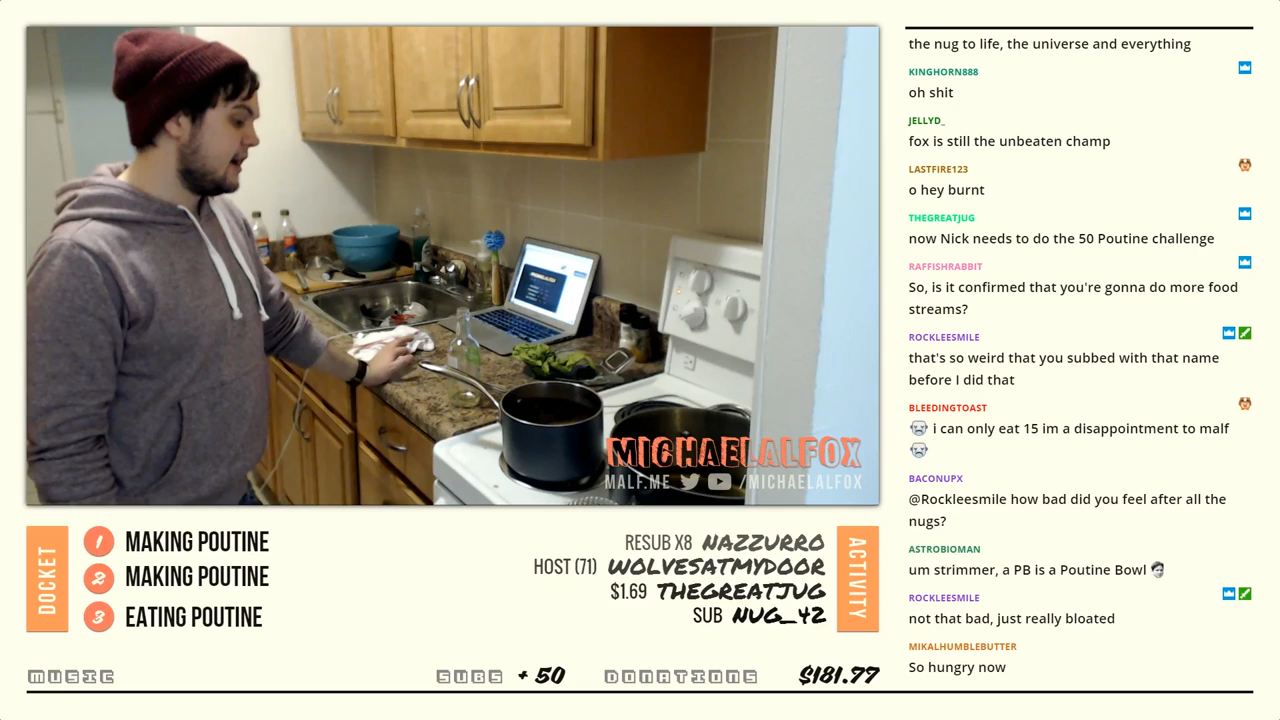 MICHAELALFOX
MALF.ME /MICHAELALFOX
DOCKET
1 MAKING POUTINE
2 MAKING POUTINE
3 EATING POUTINE
RESUB X8 NAZZURRO
HOST (71) WOLVESATMYDOOR
$1.69 THEGREATJUG
SUB NUG_42
ACTIVITY
MUSIC
SUBS + 50
DONATIONS $181.77
the nug to life, the universe and everything
KINGHORN888
oh shit
JELLYD_
fox is still the unbeaten champ
LASTFIRE123
o hey burnt
THEGREATJUG
now Nick needs to do the 50 Poutine challenge
RAFFISHRABBIT
So, is it confirmed that you're gonna do more food
streams?
ROCKLEESMILE
that's so weird that you subbed with that name
before I did that
BLEEDINGTOAST
i can only eat 15 im a disappointment to malf
BACONUPX
@Rockleesmile how bad did you feel after all the
nugs?
ASTROBIOMAN
um strimmer, a PB is a Poutine Bowl
ROCKLEESMILE
not that bad, just really bloated
MIKALHUMBLEBUTTER
So hungry now